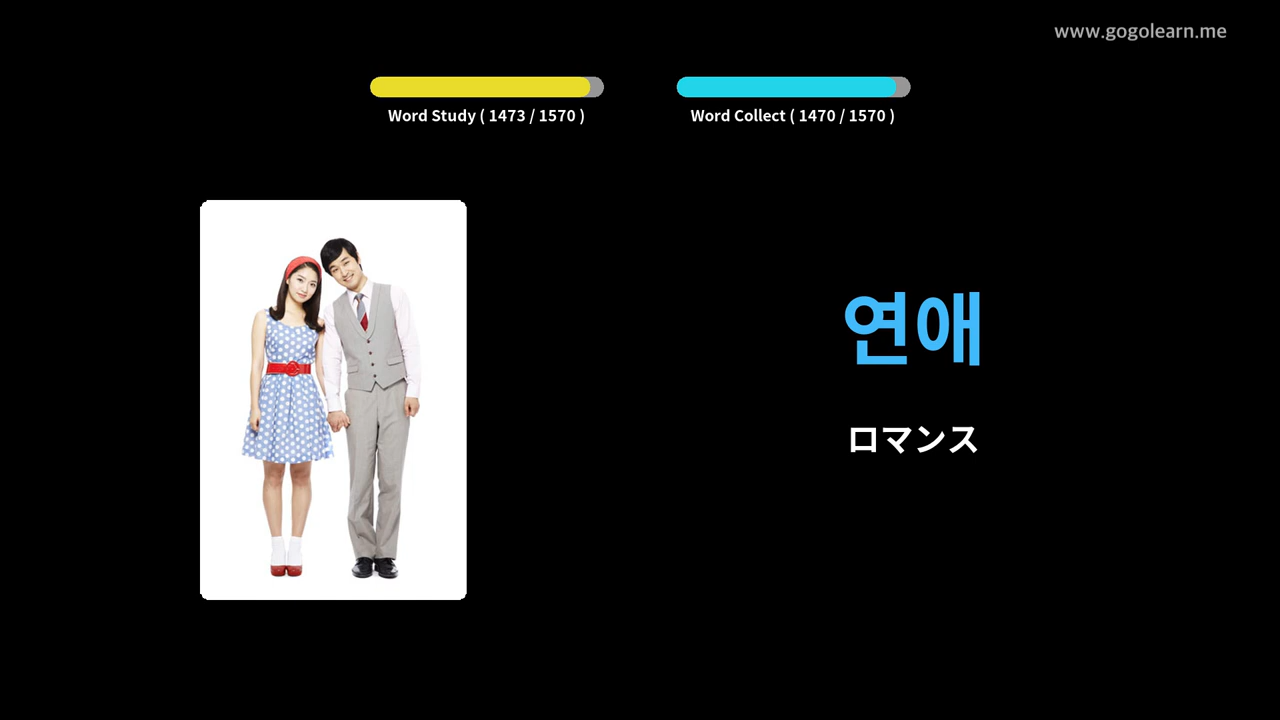 www.gogolearn.me
Word Study ( 1473 / 1570 )
Word Collect ( 1470 / 1570 )
연애
ロマンス